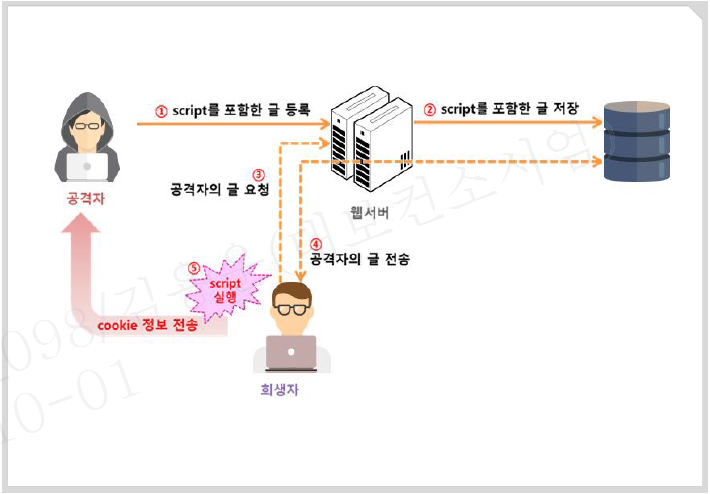 ① script를 포함한 글 등록
② script를 포함한 글 저장
③
공격자의 글 요청
공격자
웹서버
④
공격자의 글 전송
⑤
script
실행
cookie 정보 전송
희생자
098/
10-01